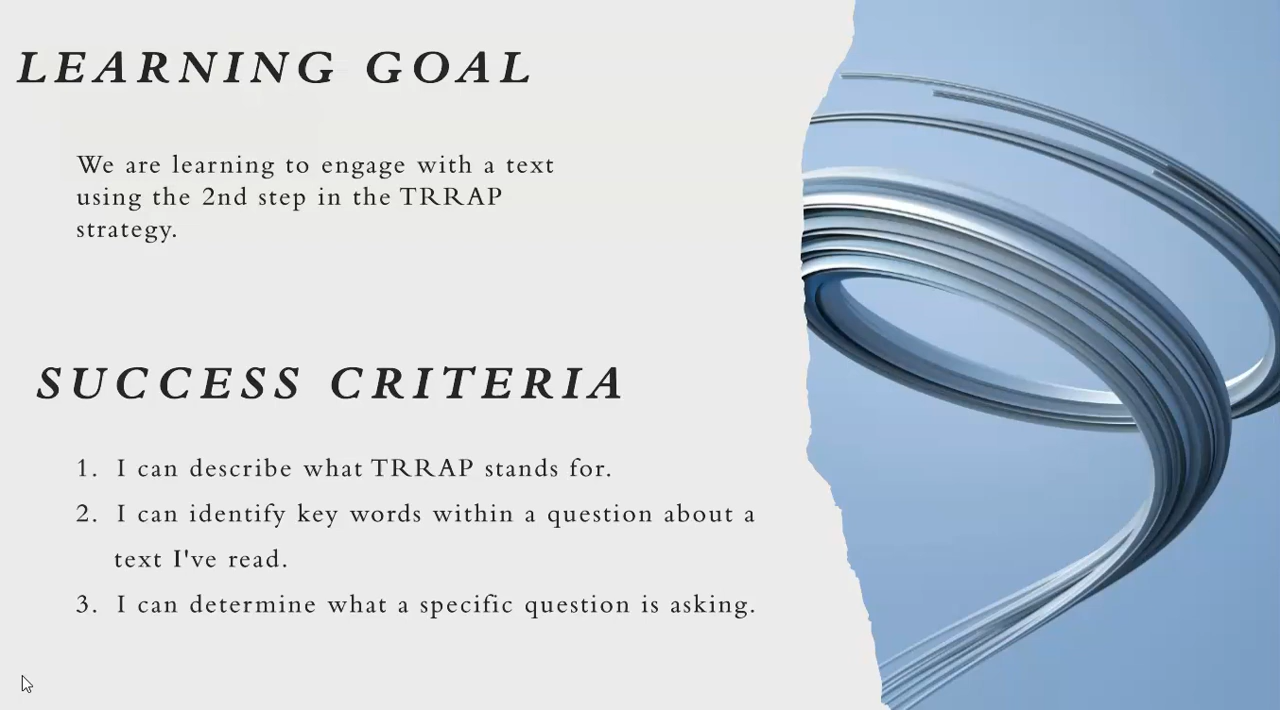 LEARNING GOAL
We are learning to engage with a text
using the 2nd step in the TRRAP
strategy.
SUCCESS CRITERIA
1. I can describe what TRRAP stands for.
2. I can identify key words within a question about a
text I've read.
3. I can determine what a specific question is asking.